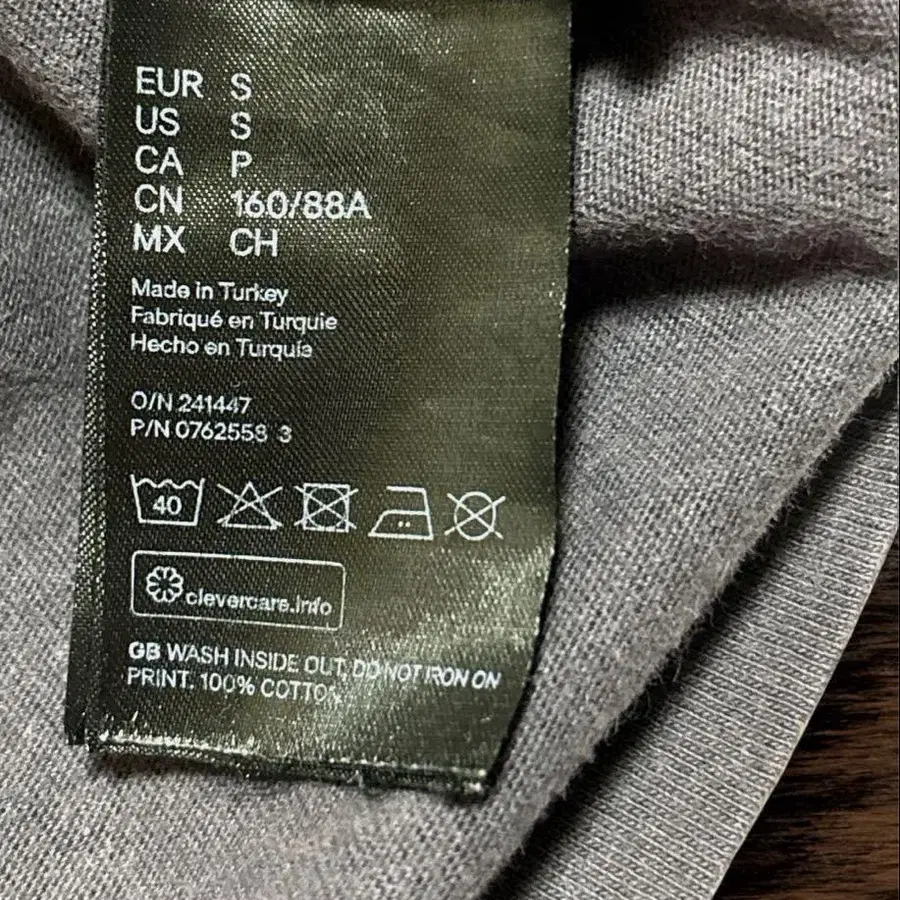 EUR S
US S
CA P
CN 160/88A
MX CH
Made in Turkey
Fabriqué en Turquie
Hecho en Turquía
O/N 241447
P/N 0762558 3
40
clevercare.info
GB WASH INSIDE OUT, DO NOT IRON ON
PRINT. 100% COTTON